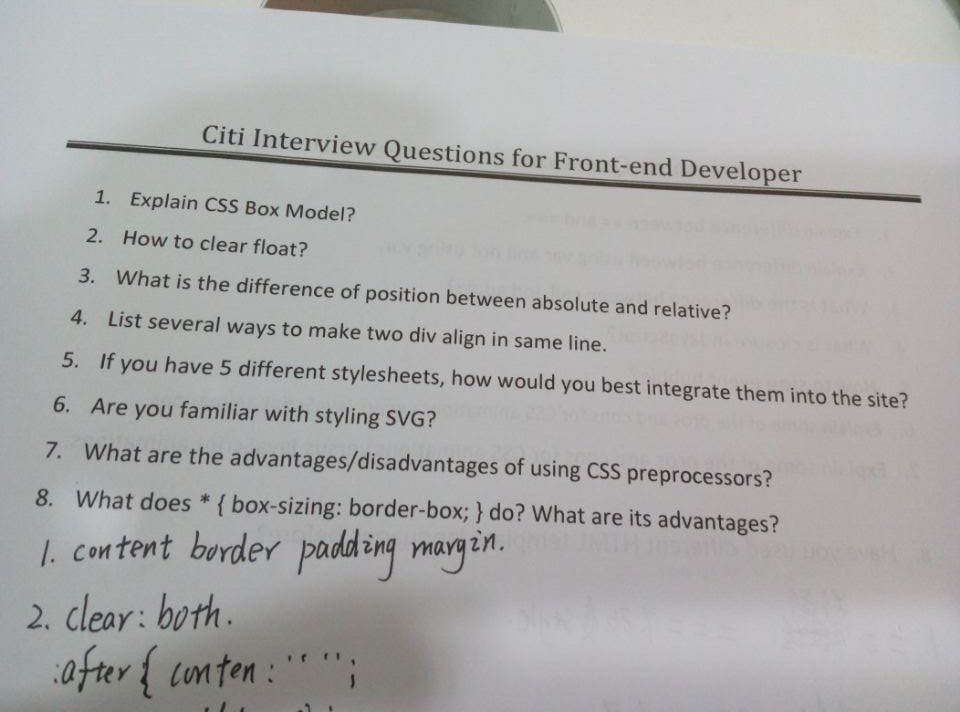 Citi Interview Questions for Front-end Developer
1. Explain CSS Box Model?
2. How to clear float?
3. What is the difference of position between absolute and relative?
4. List several ways to make two div align in same line.
5. If you have 5 different stylesheets, how would you best integrate them into the site?
6. Are you familiar with styling SVG?
7. What are the advantages/disadvantages of using CSS preprocessors?
8. What does * { box-sizing: border-box; } do? What are its advantages?
1. content border padding margin.
2. clear: both.
:after { conten: " ";